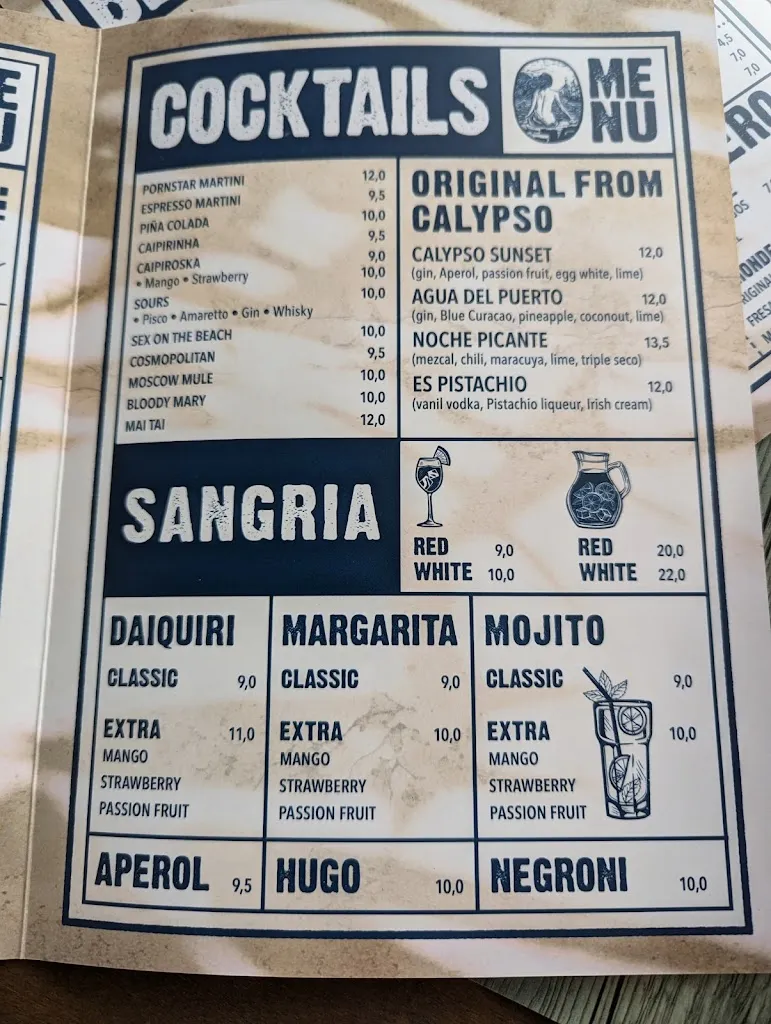 COCKTAILS
ME
NU
PORNSTAR MARTINI 12,0
ESPRESSO MARTINI 9,5
PIÑA COLADA 10,0
CAIPIRINHA 9,5
CAIPIROSKA 9,0
• Mango • Strawberry 10,0
SOURS 10,0
• Pisco • Amaretto • Gin • Whisky
SEX ON THE BEACH 10,0
COSMOPOLITAN 9,5
MOSCOW MULE 10,0
BLOODY MARY 10,0
MAI TAI 12,0
ORIGINAL FROM
CALYPSO
CALYPSO SUNSET 12,0
(gin, Aperol, passion fruit, egg white, lime)
AGUA DEL PUERTO 12,0
(gin, Blue Curacao, pineapple, coconout, lime)
NOCHE PICANTE 13,5
(mezcal, chili, maracuya, lime, triple seco)
ES PISTACHIO 12,0
(vanil vodka, Pistachio liqueur, Irish cream)
SANGRIA
RED 9,0
WHITE 10,0
RED 20,0
WHITE 22,0
DAIQUIRI
CLASSIC 9,0
EXTRA 11,0
MANGO
STRAWBERRY
PASSION FRUIT
MARGARITA
CLASSIC 9,0
EXTRA 10,0
MANGO
STRAWBERRY
PASSION FRUIT
MOJITO
CLASSIC 9,0
EXTRA 10,0
MANGO
STRAWBERRY
PASSION FRUIT
APEROL 9,5
HUGO 10,0
NEGRONI 10,0
4,5
7,0
7,0